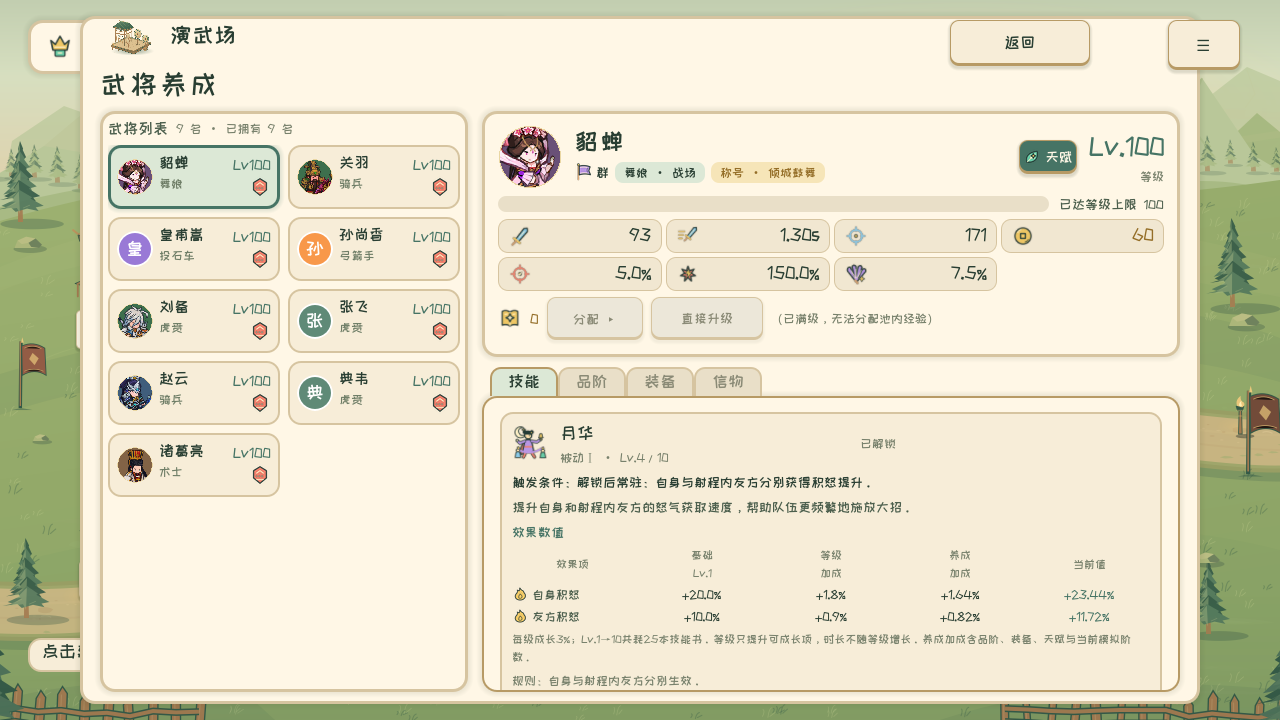 演武场
返回
☰
武将养成
武将列表 9 名 · 已拥有 9 名
貂蝉 Lv100
舞娘
关羽 Lv100
骑兵
皇 皇甫嵩 Lv100
投石车
孙 孙尚香 Lv100
弓箭手
刘备 Lv100
虎贲
张 张飞 Lv100
虎贲
赵云 Lv100
骑兵
典 典韦 Lv100
虎贲
诸葛亮 Lv100
术士
貂蝉
群 舞娘 · 战场 称号 · 倾城鼓舞
天赋
Lv.100
等级
已达等级上限 100
93 1.30s 171 60
5.0% 150.0% 7.5%
0 分配 ▸ 直接升级 (已满级，无法分配池内经验)
技能 品阶 装备 信物
月华
被动 I · Lv.4 / 10
已解锁
触发条件：解锁后常驻：自身与射程内友方分别获得积怒提升。
提升自身和射程内友方的怒气获取速度，帮助队伍更频繁地施放大招。
效果数值
效果项 基础 Lv.1 等级 加成 养成 加成 当前值
自身积怒 +20.0% +1.8% +1.64% +23.44%
友方积怒 +10.0% +0.9% +0.82% +11.72%
每级成长3%；Lv.1→10共耗25本技能书。等级只提升可成长项，时长不随等级增长。养成加成含品阶、装备、天赋与当前模拟阶
数。
规则：自身与射程内友方分别生效。
点击